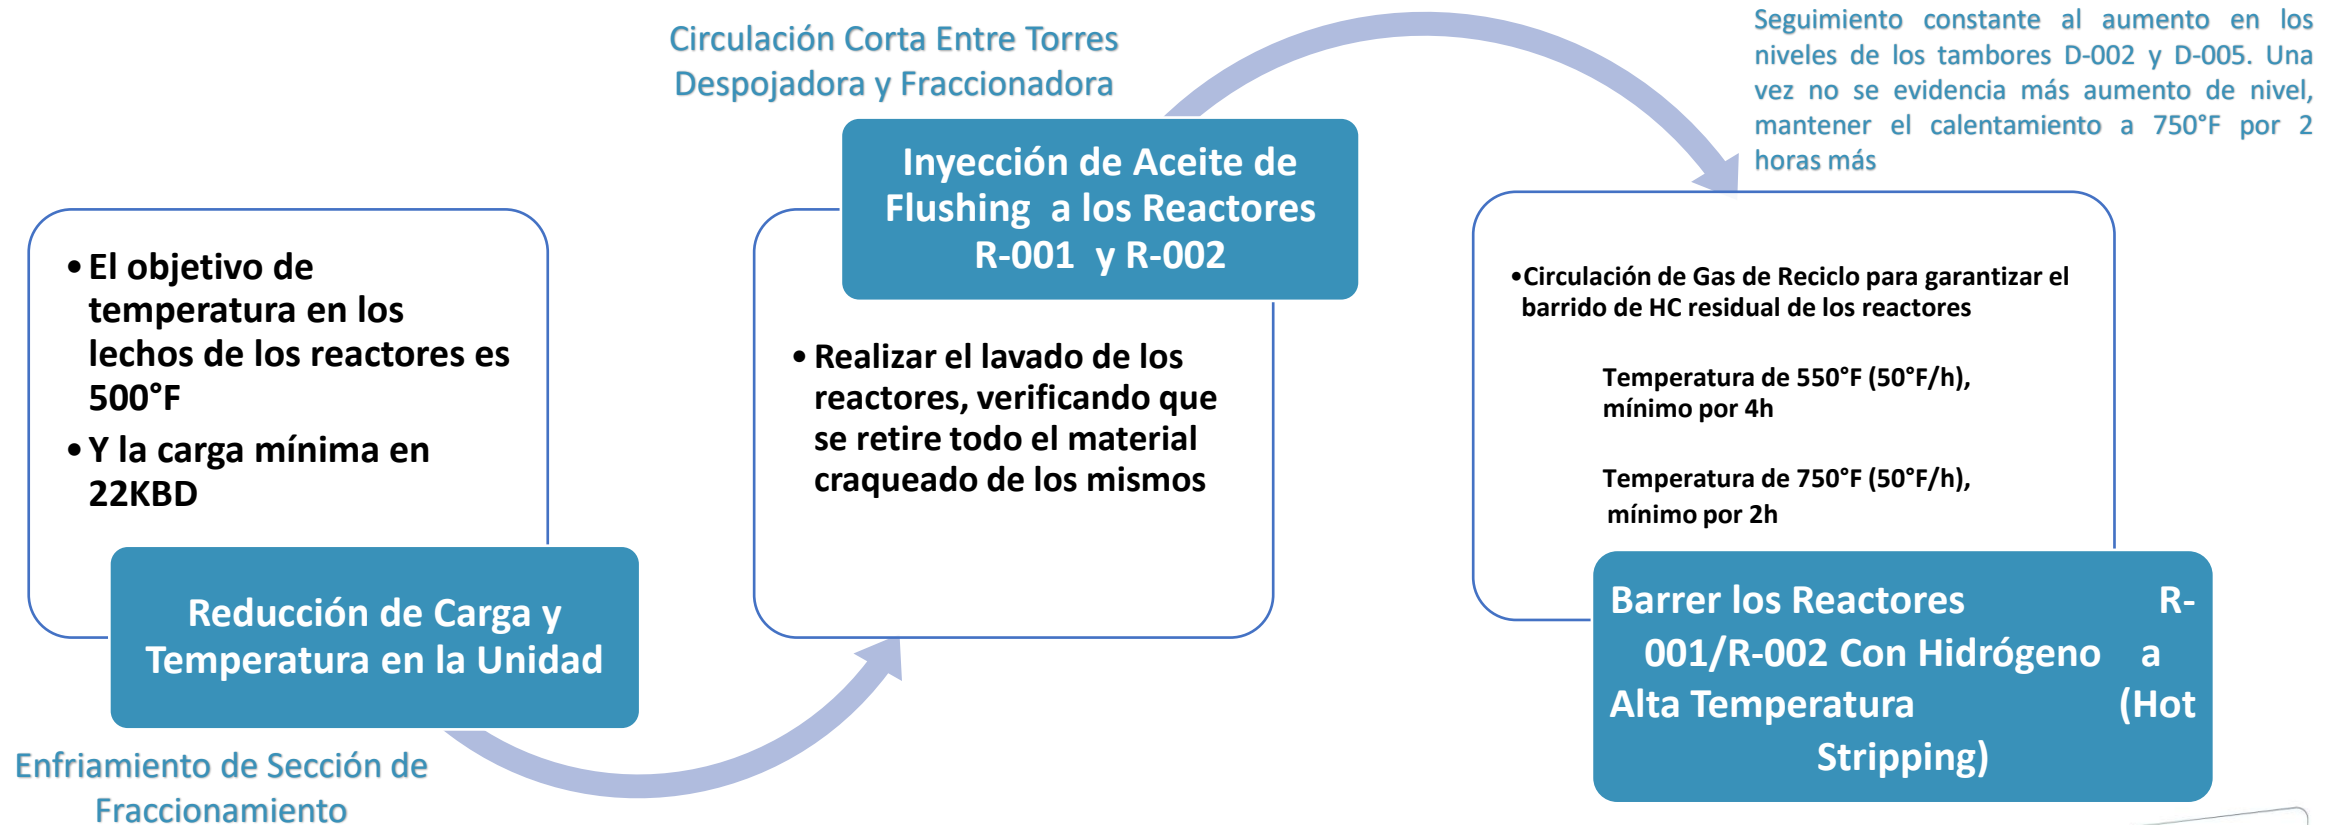 •El objetivo de
temperatura en los
lechos de los reactores es
500°F
•Y la carga mínima en
22KBD
Reducción de Carga y
Temperatura en la Unidad
Enfriamiento de Sección de
Fraccionamiento
Circulación Corta Entre Torres
Despojadora y Fraccionadora
Inyección de Aceite de
Flushing a los Reactores
R-001 y R-002
•Realizar el lavado de los
reactores, verificando que
se retire todo el material
craqueado de los mismos
Seguimiento constante al aumento en los
niveles de los tambores D-002 y D-005. Una
vez no se evidencia más aumento de nivel,
mantener el calentamiento a 750°F por 2
horas más
•Circulación de Gas de Reciclo para garantizar el
barrido de HC residual de los reactores
Temperatura de 550°F (50°F/h),
mínimo por 4h
Temperatura de 750°F (50°F/h),
mínimo por 2h
Barrer los Reactores R-
001/R-002 Con Hidrógeno a
Alta Temperatura (Hot
Stripping)